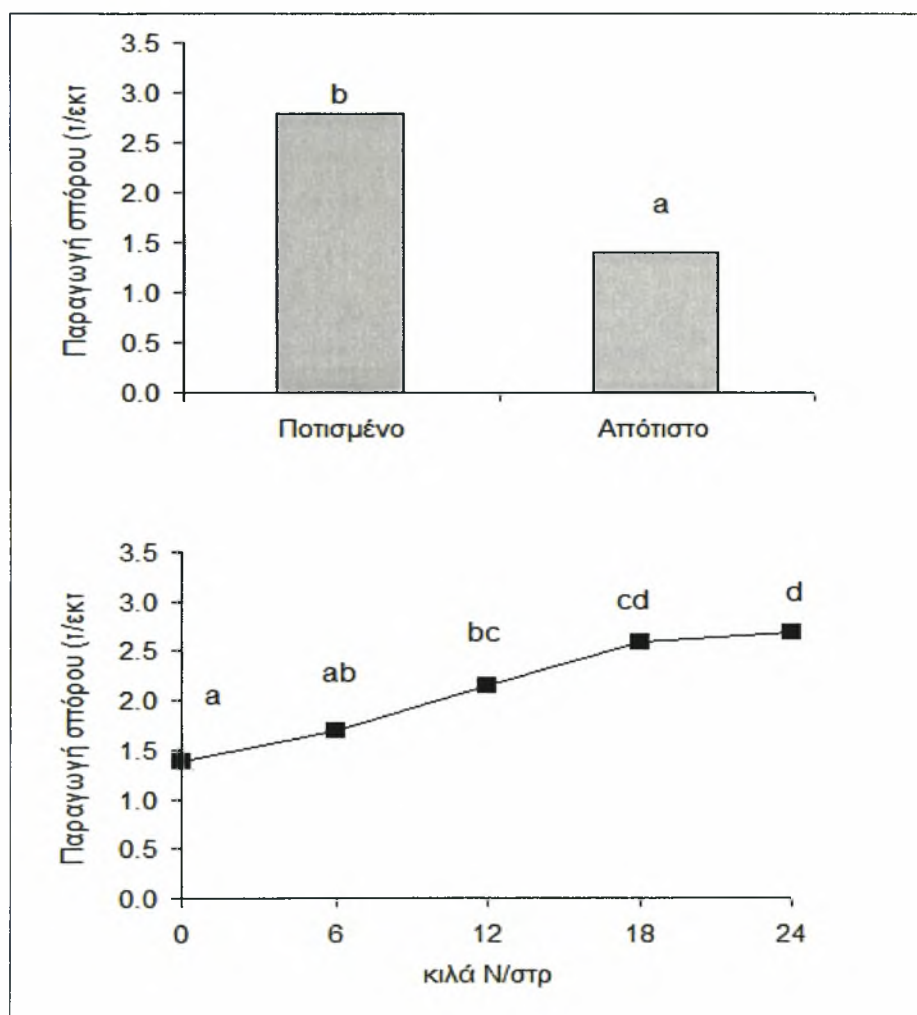 Παραγωγή σπόρου (τ/εκτ
3.5
3.0
2.5
2.0
1.5
1.0
0.5
0.0
b
a
Ποτισμένο
Απότιστο
Παραγωγή σπόρου (τ/εκτ
3.5
3.0
2.5
2.0
1.5
1.0
0.5
0.0
a
ab
bc
cd
d
0 6 12 18 24
κιλά Ν/στρ